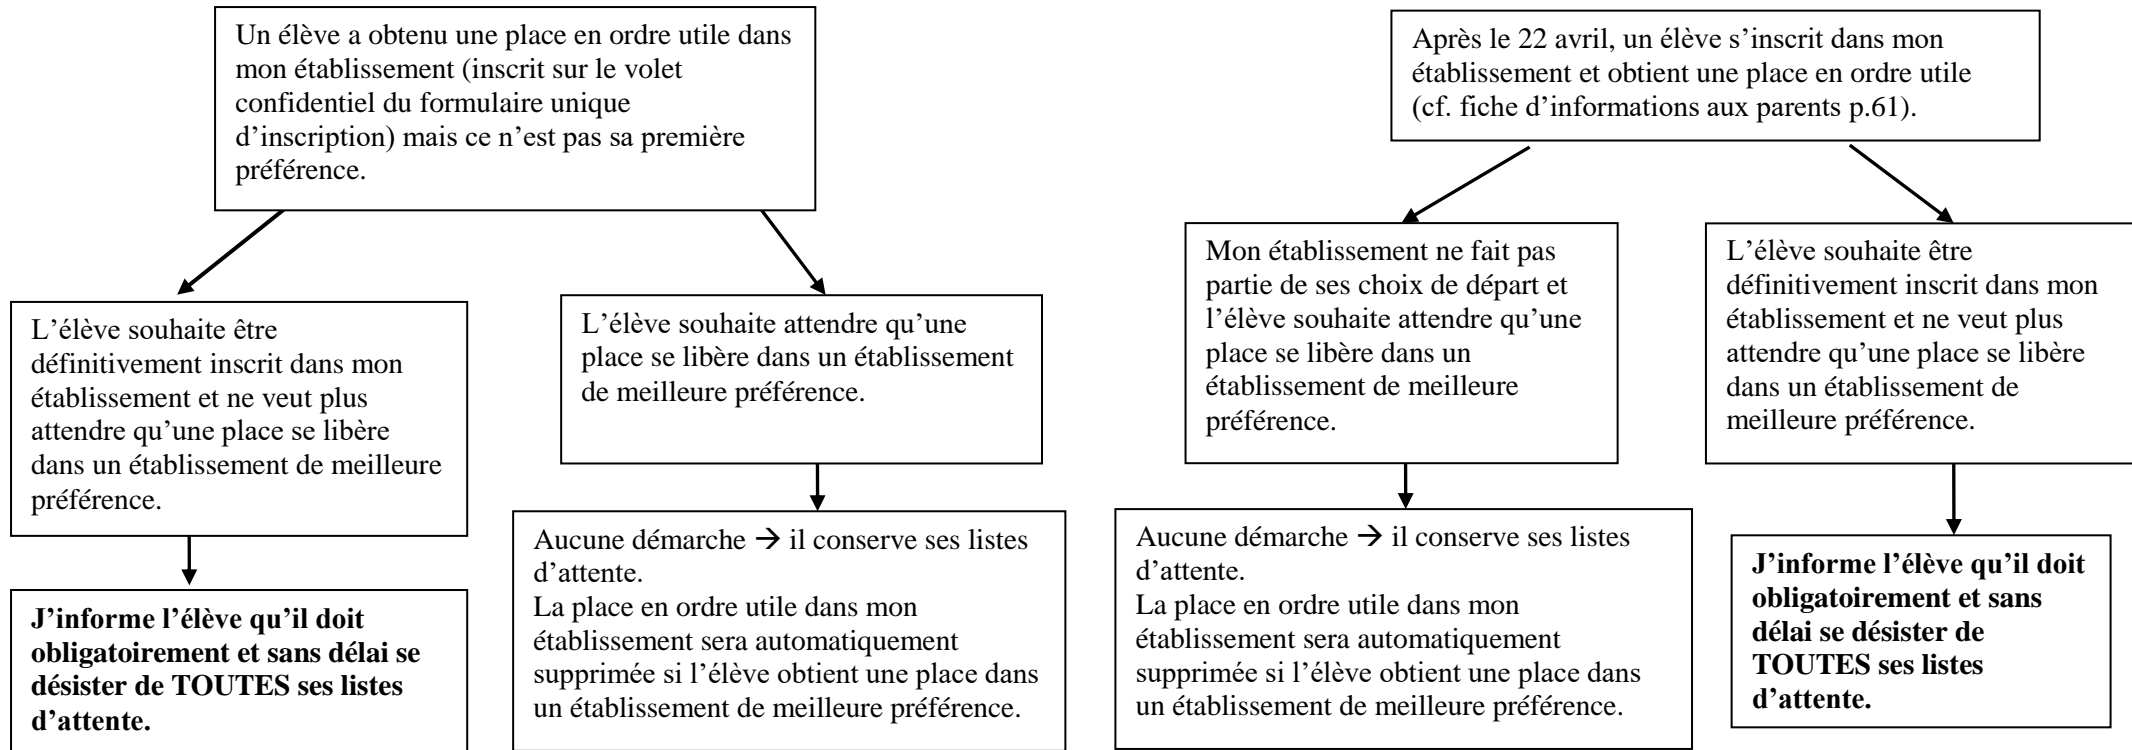 Un élève a obtenu une place en ordre utile dans
mon établissement (inscrit sur le volet
confidentiel du formulaire unique
d’inscription) mais ce n’est pas sa première
préférence.
L’élève souhaite être
définitivement inscrit dans mon
établissement et ne veut plus
attendre qu’une place se libère
dans un établissement de meilleure
préférence.
J’informe l’élève qu’il doit
obligatoirement et sans délai se
désister de TOUTES ses listes
d’attente.
L’élève souhaite attendre qu’une
place se libère dans un établissement
de meilleure préférence.
Aucune démarche → il conserve ses listes
d’attente.
La place en ordre utile dans mon
établissement sera automatiquement
supprimée si l’élève obtient une place dans
un établissement de meilleure préférence.
Après le 22 avril, un élève s’inscrit dans mon
établissement et obtient une place en ordre utile
(cf. fiche d’informations aux parents p.61).
Mon établissement ne fait pas
partie de ses choix de départ et
l’élève souhaite attendre qu’une
place se libère dans un
établissement de meilleure
préférence.
Aucune démarche → il conserve ses listes
d’attente.
La place en ordre utile dans mon
établissement sera automatiquement
supprimée si l’élève obtient une place dans
un établissement de meilleure préférence.
L’élève souhaite être
définitivement inscrit dans mon
établissement et ne veut plus
attendre qu’une place se libère
dans un établissement de
meilleure préférence.
J’informe l’élève qu’il doit
obligatoirement et sans
délai se désister de
TOUTES ses listes
d’attente.